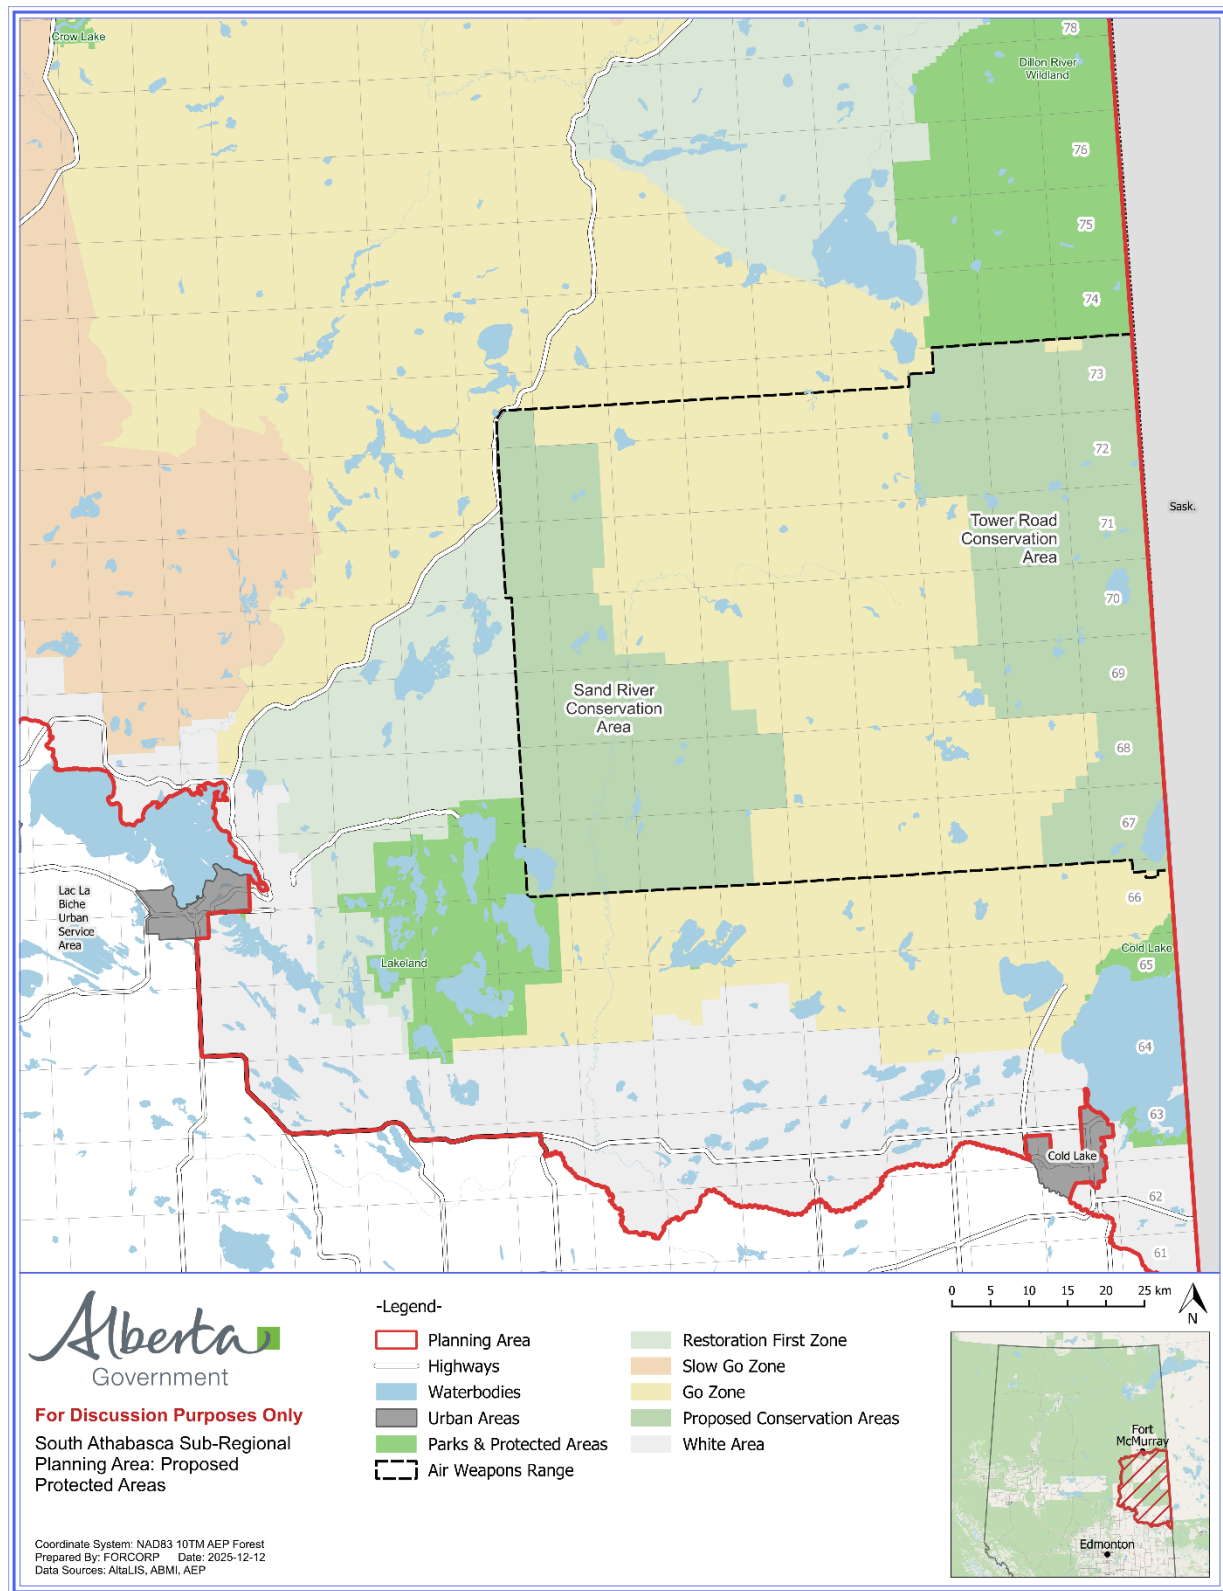 Crow Lake
78
Dillon River
Wildland
76
75
74
73
72
Tower Road
Conservation
Area
71
Sask.
70
69
Sand River
Conservation
Area
68
67
Lac La
Biche
Urban
Service
Area
66
Lakeland
Cold Lake
65
64
63
Cold Lake
62
61
Alberta
Government
For Discussion Purposes Only
South Athabasca Sub-Regional
Planning Area: Proposed
Protected Areas
Coordinate System: NAD83 10TM AEP Forest
Prepared By: FORCORP Date: 2025-12-12
Data Sources: AltaLIS, ABMI, AEP
-Legend-
Planning Area
Highways
Waterbodies
Urban Areas
Parks & Protected Areas
Air Weapons Range
Restoration First Zone
Slow Go Zone
Go Zone
Proposed Conservation Areas
White Area
0 5 10 15 20 25 km
N
Fort
McMurray
Edmonton